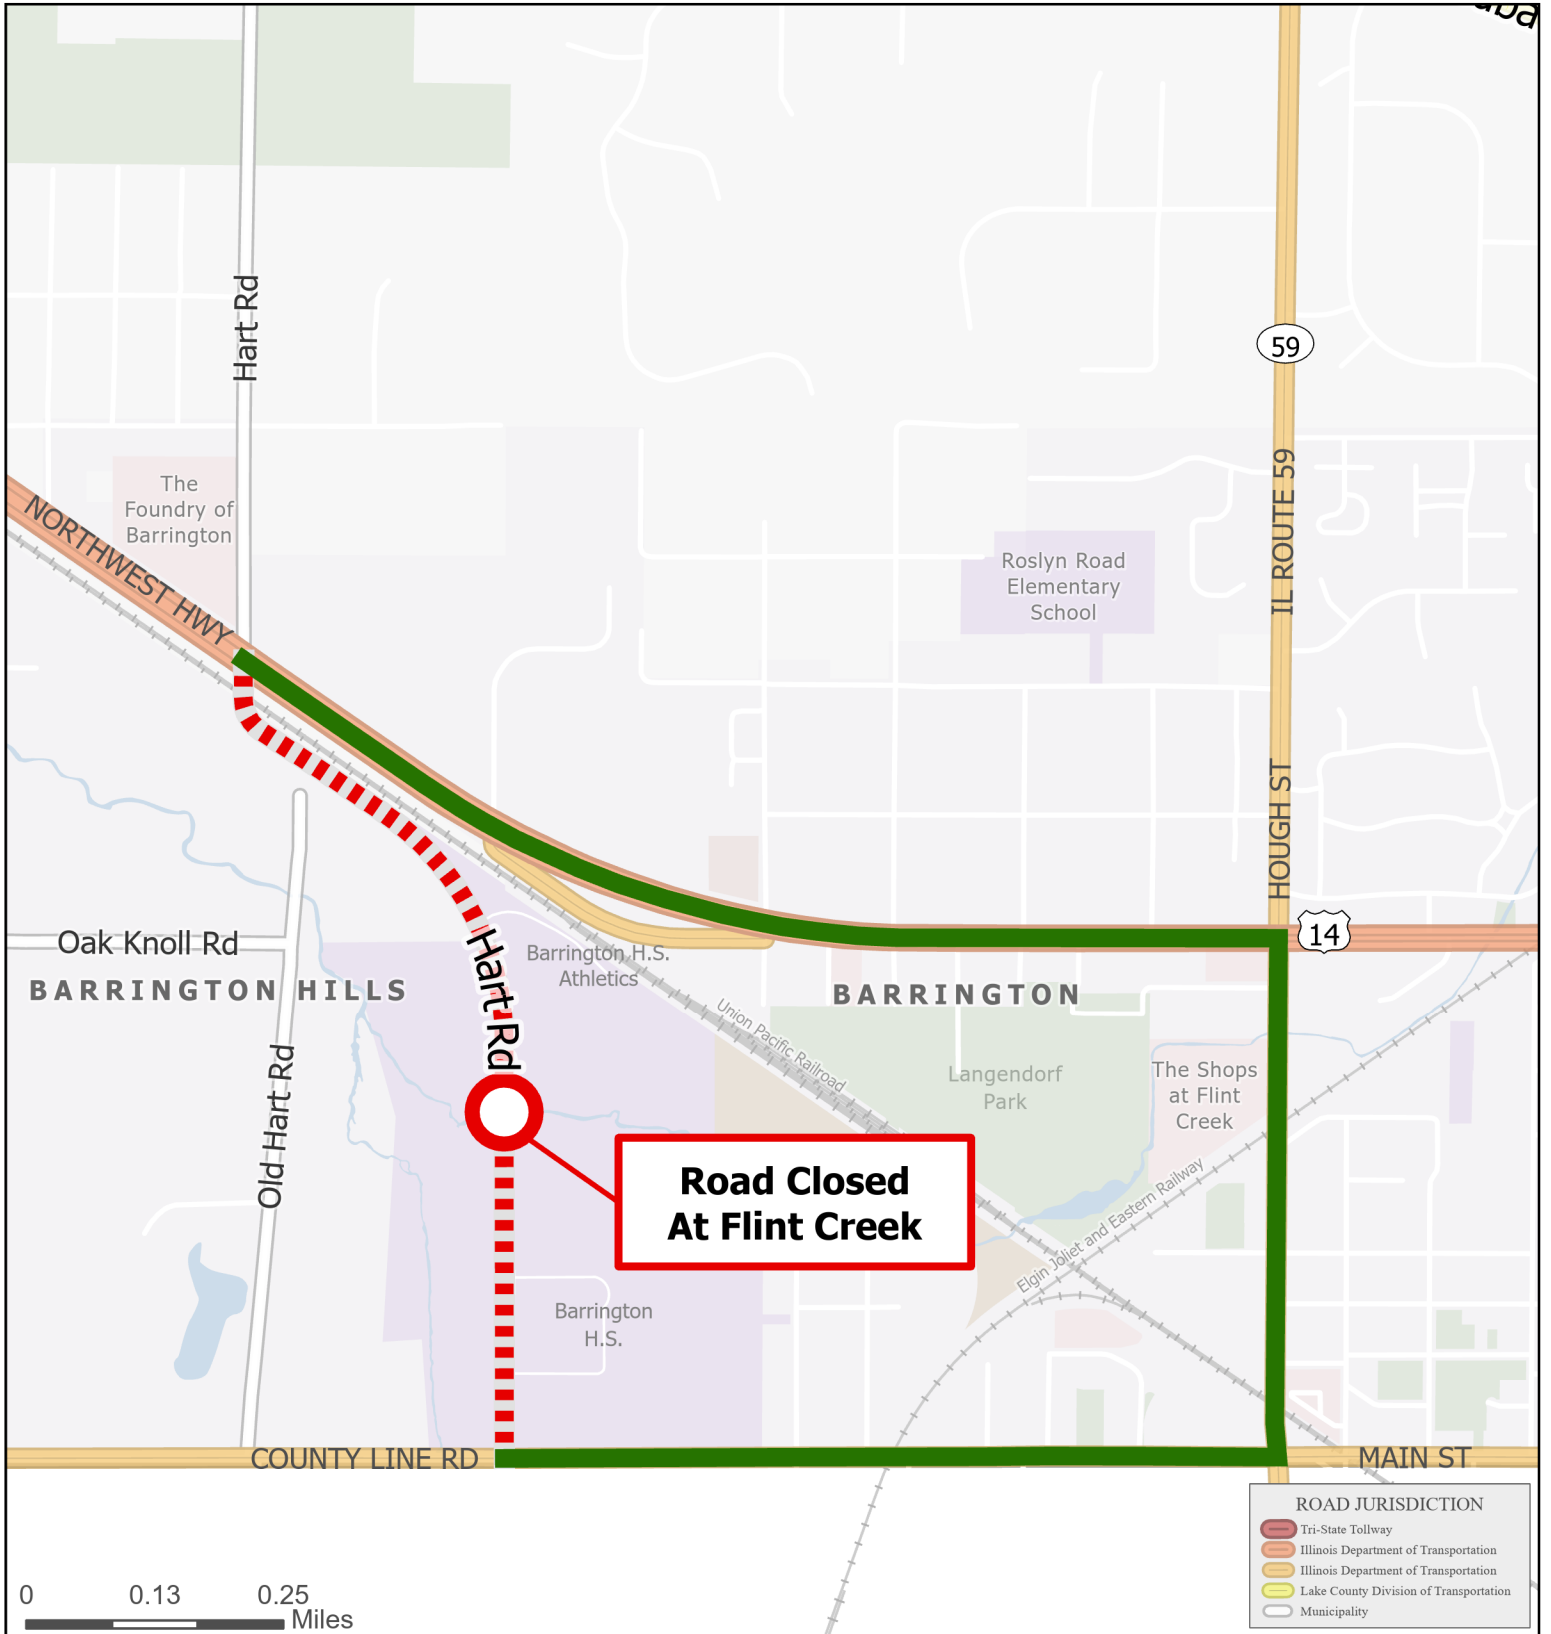 Hart Rd
59
The
Foundry of
Barrington
NORTHWEST HWY
IL ROUTE 59
Roslyn Road
Elementary
School
HOUGH ST
14
Oak Knoll Rd
BARRINGTON HILLS
Hart Rd
Barrington H.S.
Athletics
BARRINGTON
Union Pacific Railroad
Langendorf
Park
The Shops
at Flint
Creek
Old Hart Rd
Road Closed
At Flint Creek
Elgin Joliet and Eastern Railway
Barrington
H.S.
COUNTY LINE RD
MAIN ST
ROAD JURISDICTION
Tri-State Tollway
Illinois Department of Transportation
Illinois Department of Transportation
Lake County Division of Transportation
Municipality
0 0.13 0.25
Miles